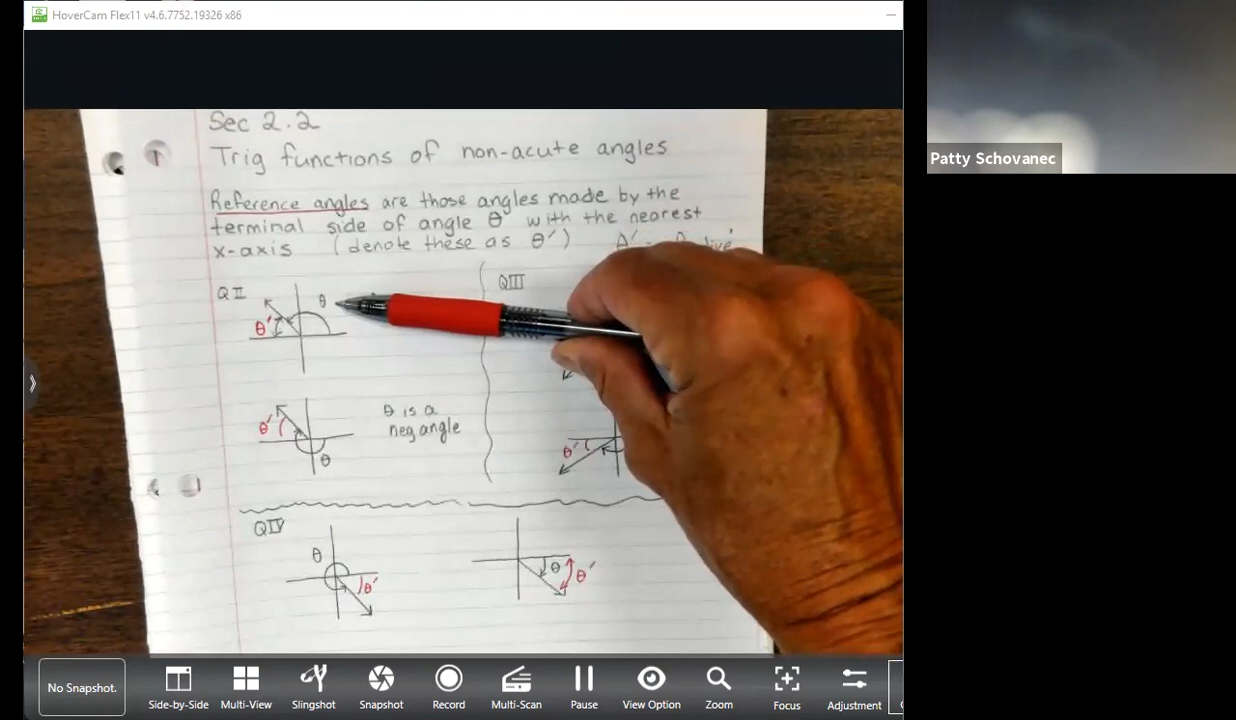 HoverCam Flex11 v4.6.7752.19326 x86
Patty Schovanec
Sec 2.2
Trig functions of non-acute angles
Reference angles are those angles made by the
terminal side of angle θ with the nearest
x-axis (denote these as θ')
QII
θ
θ'
QIII
θ'
θ
θ is a
neg angle
θ'
QIV
θ
θ'
θ
θ'
No Snapshot.
Side-by-Side
Multi-View
Slingshot
Snapshot
Record
Multi-Scan
Pause
View Option
Zoom
Focus
Adjustment